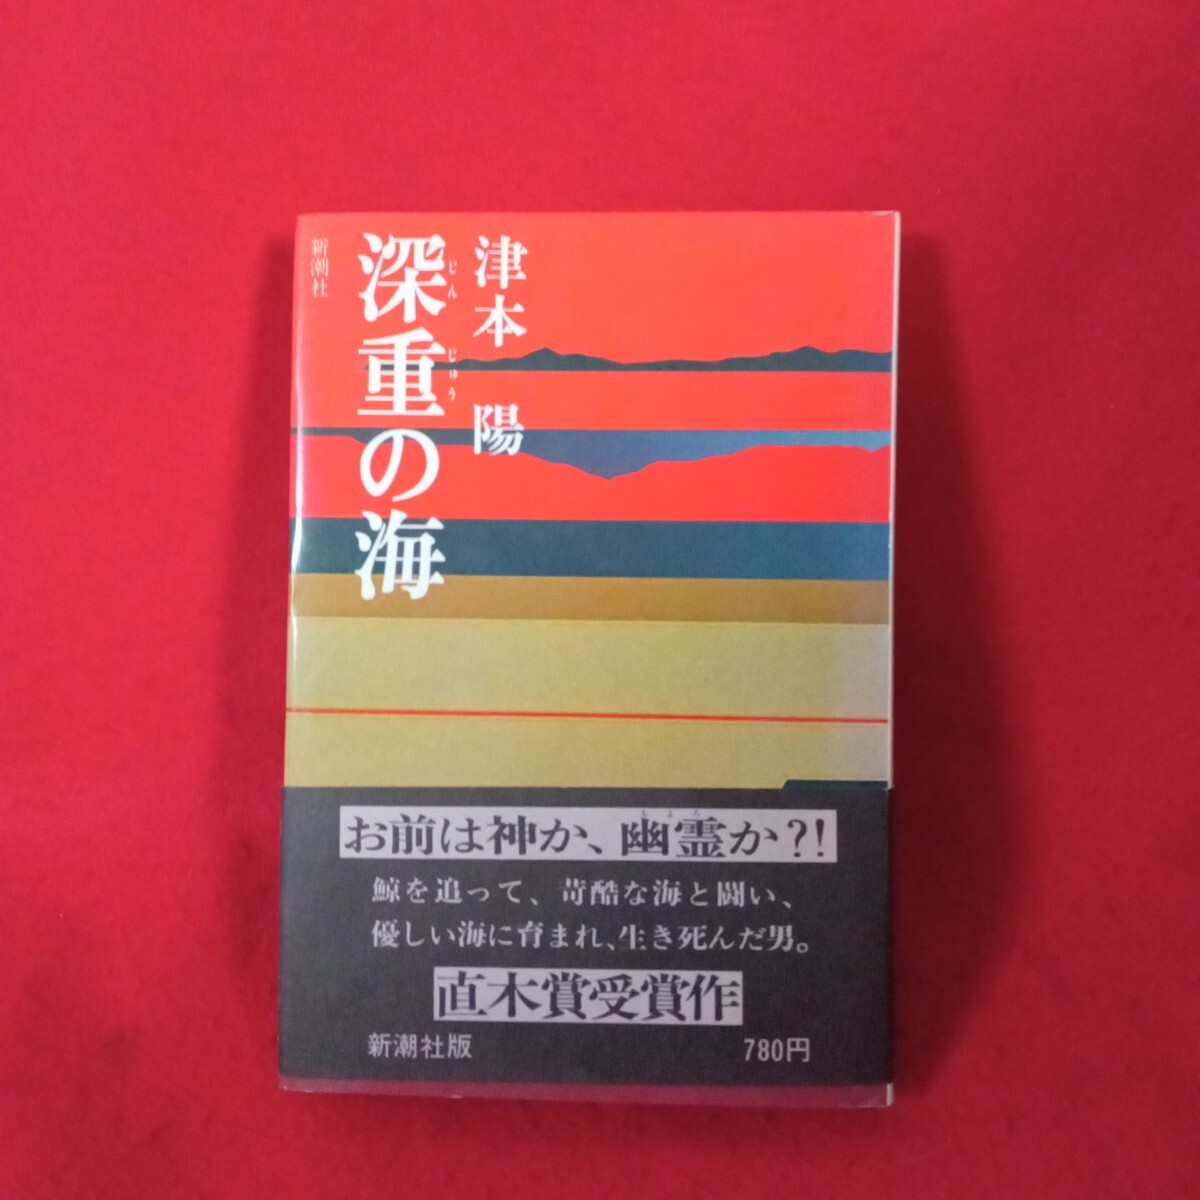 津本 陽
深重の海
じん
じゅう
新潮社
お前は神か、幽霊か?!
鯨を追って、苛酷な海と闘い、
優しい海に育まれ、生き死んだ男。
直木賞受賞作
新潮社版
780円